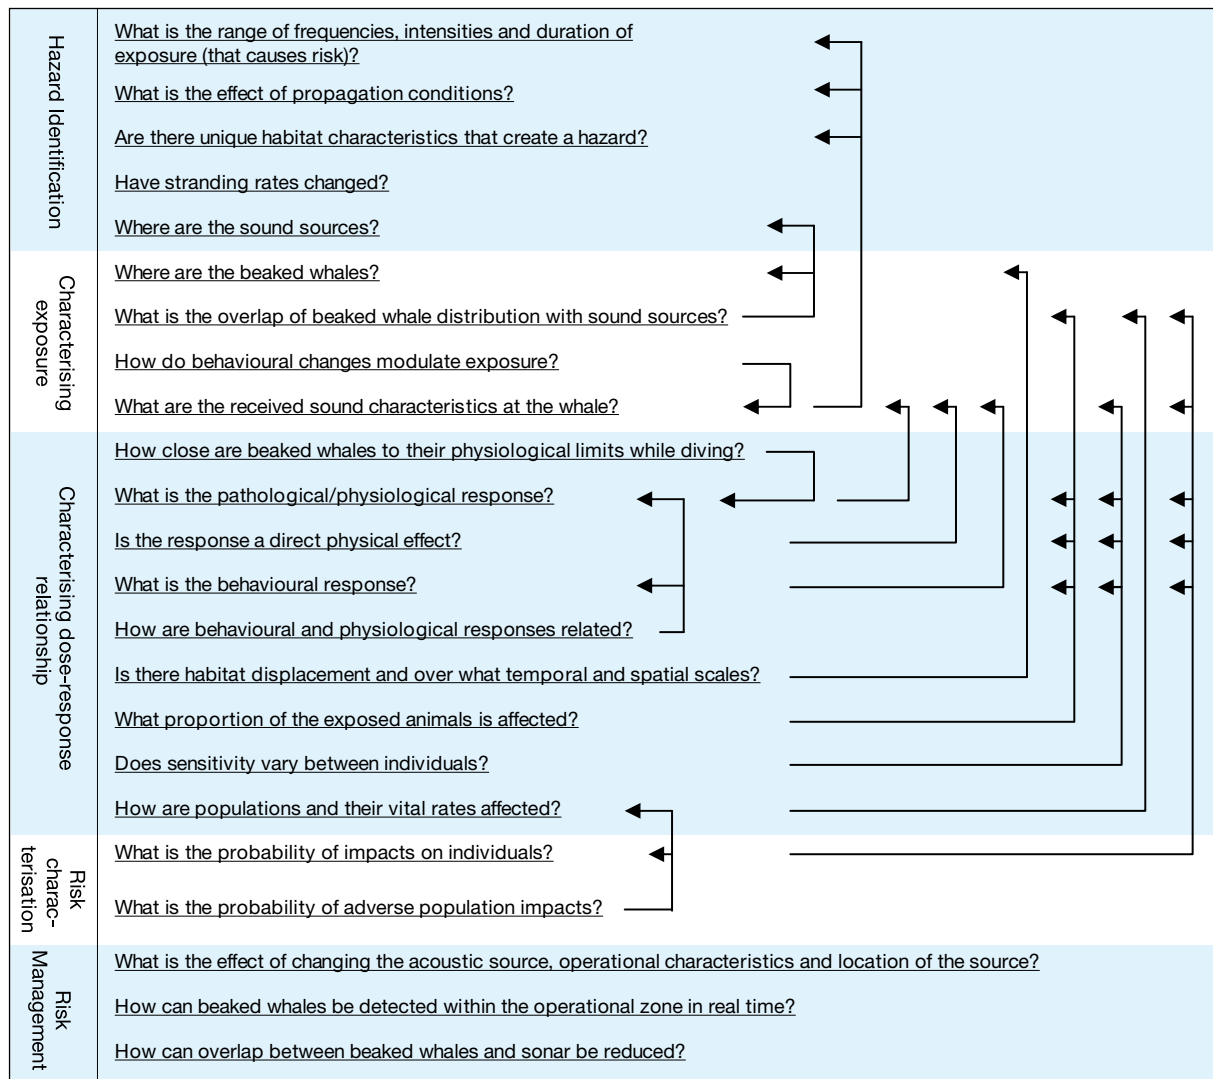 Hazard Identification
What is the range of frequencies, intensities and duration of
exposure (that causes risk)?
What is the effect of propagation conditions?
Are there unique habitat characteristics that create a hazard?
Have stranding rates changed?
Where are the sound sources?
Characterising
exposure
Where are the beaked whales?
What is the overlap of beaked whale distribution with sound sources?
How do behavioural changes modulate exposure?
What are the received sound characteristics at the whale?
Characterising dose-response
relationship
How close are beaked whales to their physiological limits while diving?
What is the pathological/physiological response?
Is the response a direct physical effect?
What is the behavioural response?
How are behavioural and physiological responses related?
Is there habitat displacement and over what temporal and spatial scales?
What proportion of the exposed animals is affected?
Does sensitivity vary between individuals?
How are populations and their vital rates affected?
Risk
charac-
terisation
What is the probability of impacts on individuals?
What is the probability of adverse population impacts?
Risk
Management
What is the effect of changing the acoustic source, operational characteristics and location of the source?
How can beaked whales be detected within the operational zone in real time?
How can overlap between beaked whales and sonar be reduced?